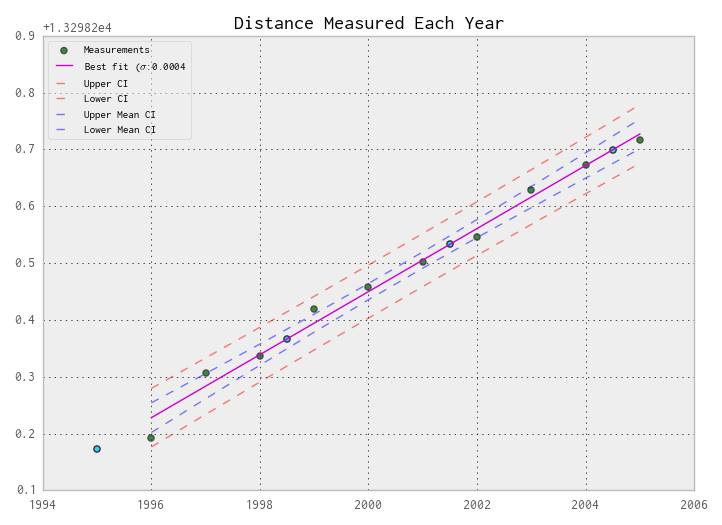 Distance Measured Each Year
+1.32982e4
0.9
0.8
0.7
0.6
0.5
0.4
0.3
0.2
0.1
Measurements
Best fit (σ:0.0004
Upper CI
Lower CI
Upper Mean CI
Lower Mean CI
1994 1996 1998 2000 2002 2004 2006